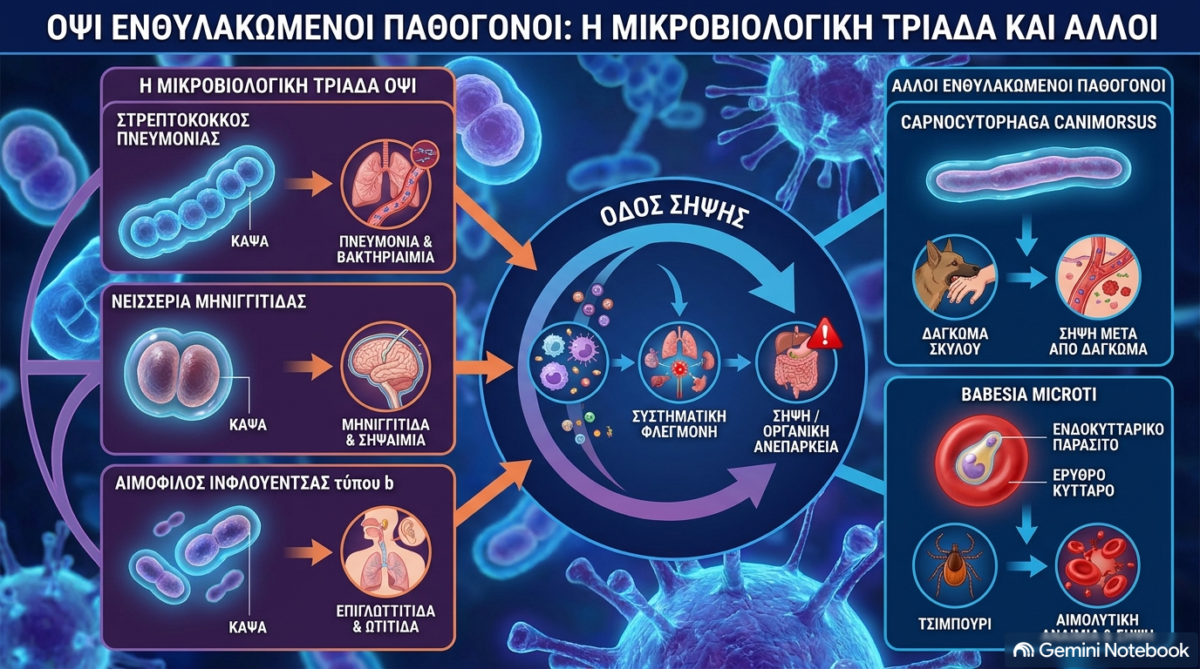 ΟΨΙ ΕΝΘΥΛΑΚΩΜΕΝΟΙ ΠΑΘΟΓΟΝΟΙ: Η ΜΙΚΡΟΒΙΟΛΟΓΙΚΗ ΤΡΙΑΔΑ ΚΑΙ ΑΛΛΟΙ
Η ΜΙΚΡΟΒΙΟΛΟΓΙΚΗ ΤΡΙΑΔΑ ΟΨΙ
ΣΤΡΕΠΤΟΚΟΚΚΟΣ
ΠΝΕΥΜΟΝΙΑΣ
ΚΑΨΑ
ΠΝΕΥΜΟΝΙΑ &
ΒΑΚΤΗΡΙΑΙΜΙΑ
ΝΕΙΣΣΕΡΙΑ ΜΗΝΙΓΓΙΤΙΔΑΣ
ΚΑΨΑ
ΜΗΝΙΓΓΙΤΙΔΑ
& ΣΗΨΑΙΜΙΑ
ΑΙΜΟΦΙΛΟΣ ΙΝΦΛΟΥΕΝΤΣΑΣ τύπου b
ΚΑΨΑ
ΕΠΙΓΛΩΤΤΙΤΙΔΑ
& ΩΤΙΤΙΔΑ
ΟΔΟΣ ΣΗΨΗΣ
ΣΥΣΤΗΜΑΤΙΚΗ
ΦΛΕΓΜΟΝΗ
ΣΗΨΗ /
ΟΡΓΑΝΙΚΗ
ΑΝΕΠΑΡΚΕΙΑ
ΑΛΛΟΙ ΕΝΘΥΛΑΚΩΜΕΝΟΙ ΠΑΘΟΓΟΝΟΙ
CAPNOCYTOPHAGA CANIMORSUS
ΔΑΓΚΩΜΑ
ΣΚΥΛΟΥ
ΣΗΨΗ ΜΕΤΑ
ΑΠΟ ΔΑΓΚΩΜΑ
BABESIA MICROTI
ΕΝΔΟΚΥΤΤΑΡΙΚΟ
ΠΑΡΑΣΙΤΟ
ΕΡΥΘΡΟ
ΚΥΤΤΑΡΟ
ΤΣΙΜΠΟΥΡΙ
ΑΙΜΟΛΥΤΙΚΗ
Gemini Notebook